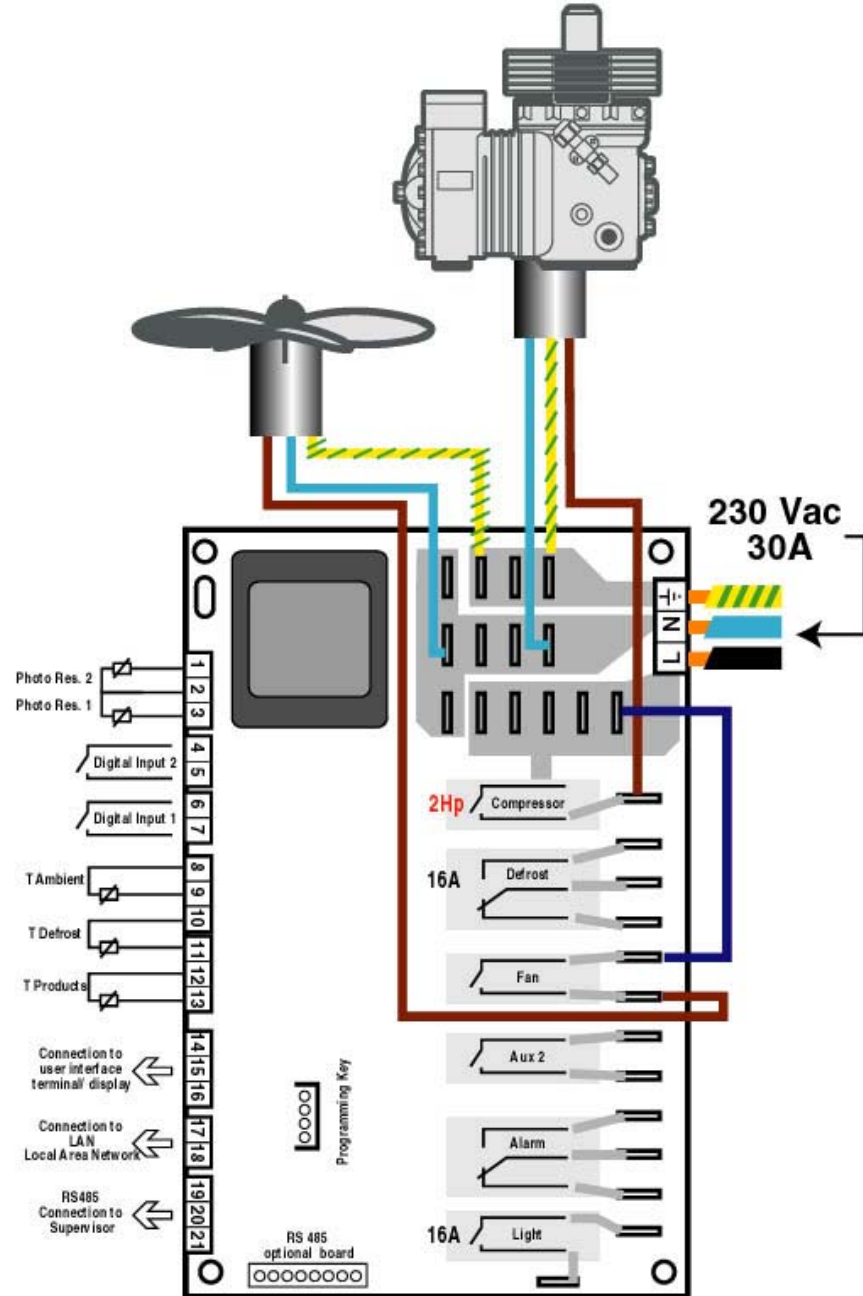 230 Vac
30A
N
L
1
Photo Res. 2
2
Photo Res. 1
3
4
Digital Input 2
5
6
Digital Input 1
7
8
T Ambient
9
10
T Defrost
11
12
T Products
13
14
Connection to
user interface
terminal/ display
15
16
17
Connection to
LAN
Local Area Network
18
19
RS485
Connection to
Supervisor
20
21
2Hp
Compressor
16A
Defrost
Fan
Aux 2
Alarm
16A
Light
Programming Key
RS 485
optional board